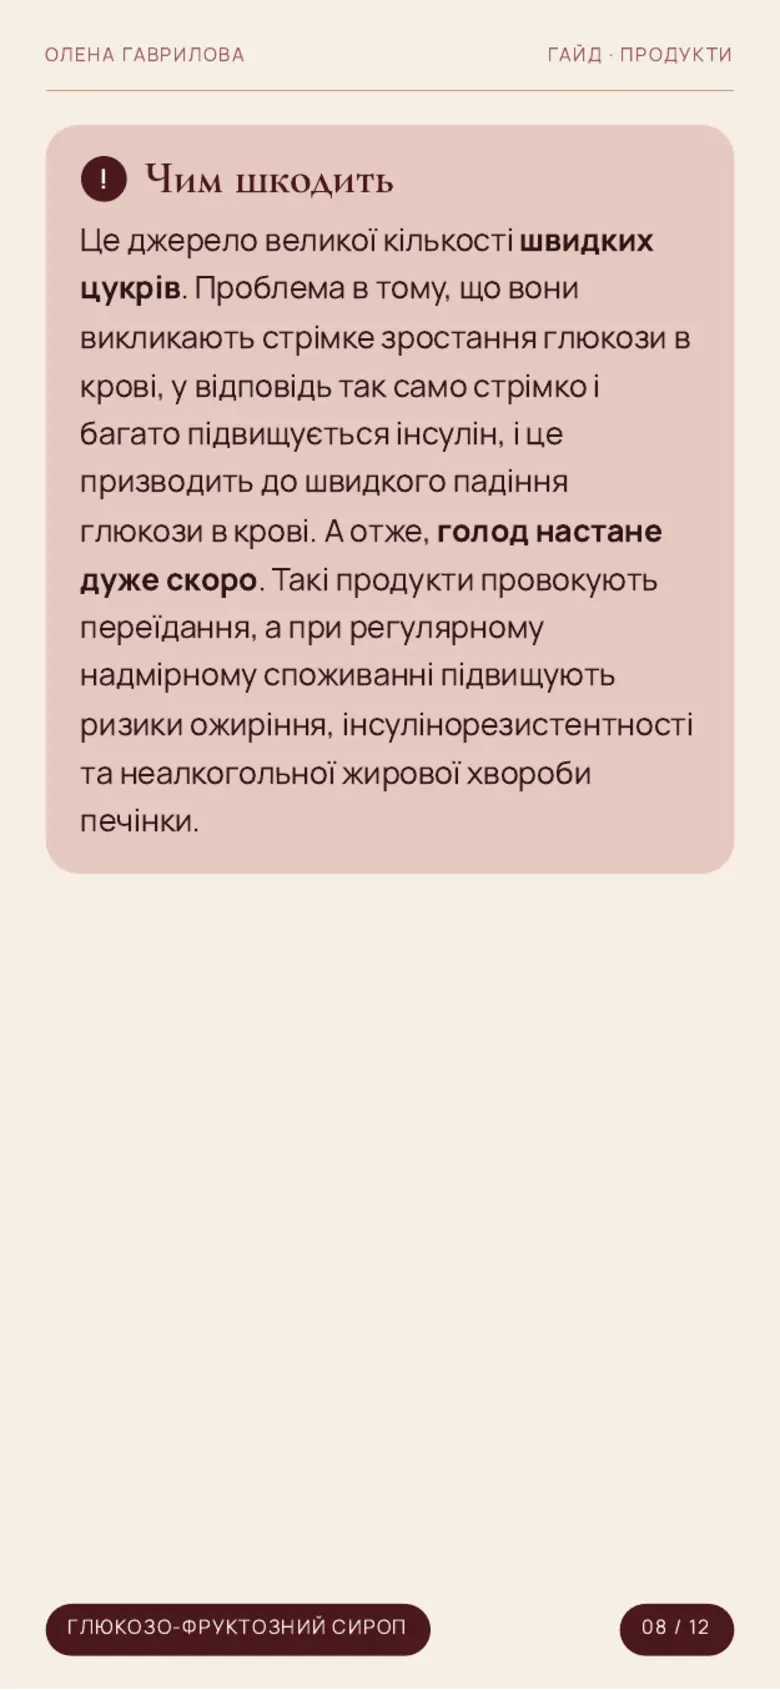 ОЛЕНА ГАВРИЛОВА
ГАЙД · ПРОДУКТИ
! Чим шкодить
Це джерело великої кількості швидких
цукрів. Проблема в тому, що вони
викликають стрімке зростання глюкози в
крові, у відповідь так само стрімко і
багато підвищується інсулін, і це
призводить до швидкого падіння
глюкози в крові. А отже, голод настане
дуже скоро. Такі продукти провокують
переїдання, а при регулярному
надмірному споживанні підвищують
ризики ожиріння, інсулінорезистентності
та неалкогольної жирової хвороби
печінки.
ГЛЮКОЗО-ФРУКТОЗНИЙ СИРОП
08 / 12